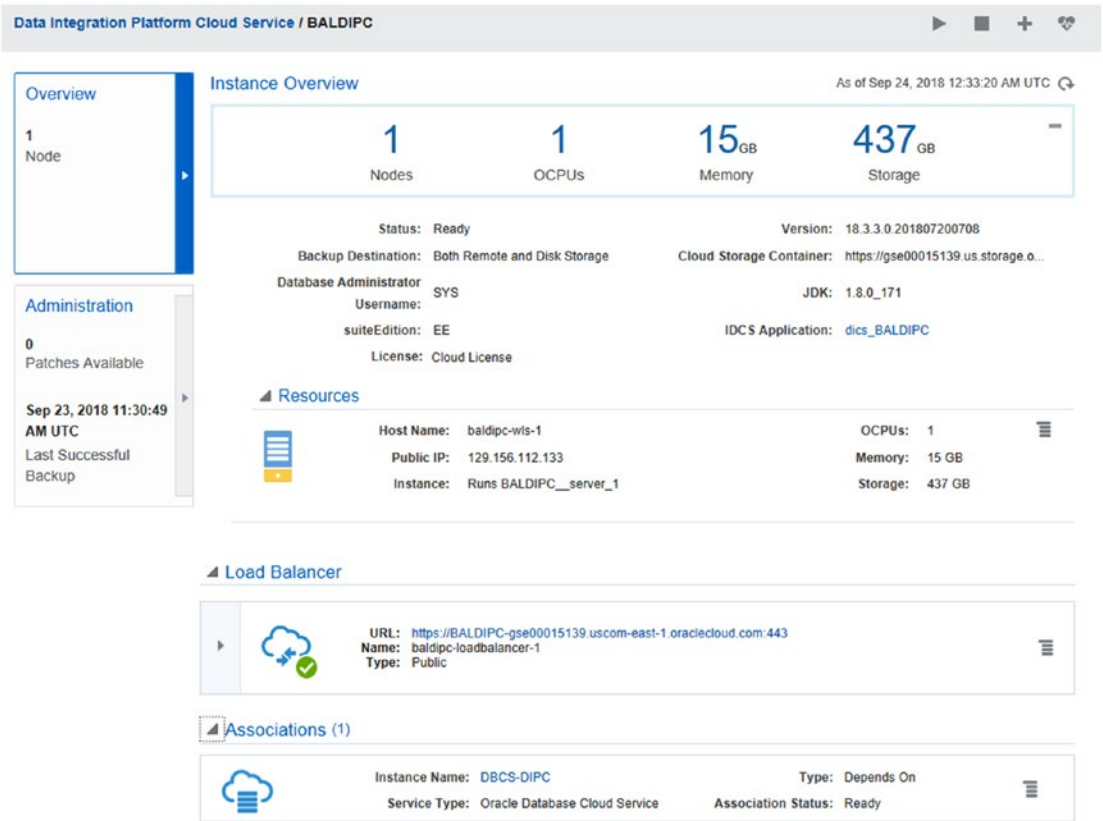 Data Integration Platform Cloud Service / BALDIPC
Overview
1
Node
Administration
0
Patches Available
Sep 23, 2018 11:30:49
AM UTC
Last Successful
Backup
Instance Overview
As of Sep 24, 2018 12:33:20 AM UTC
1 1 15 GB 437 GB
Nodes OCPUs Memory Storage
Status: Ready Version: 18.3.3.0.201807200708
Backup Destination: Both Remote and Disk Storage Cloud Storage Container: https://gse00015139.us.storage.o...
Database Administrator
Username: SYS JDK: 1.8.0_171
suiteEdition: EE IDCS Application: dics_BALDIPC
License: Cloud License
Resources
Host Name: baldipc-wls-1 OCPUs: 1
Public IP: 129.156.112.133 Memory: 15 GB
Instance: Runs BALDIPC__server_1 Storage: 437 GB
Load Balancer
URL: https://BALDIPC-gse00015139.uscom-east-1.oraclecloud.com:443
Name: baldipc-loadbalancer-1
Type: Public
Associations (1)
Instance Name: DBCS-DIPC Type: Depends On
Service Type: Oracle Database Cloud Service Association Status: Ready